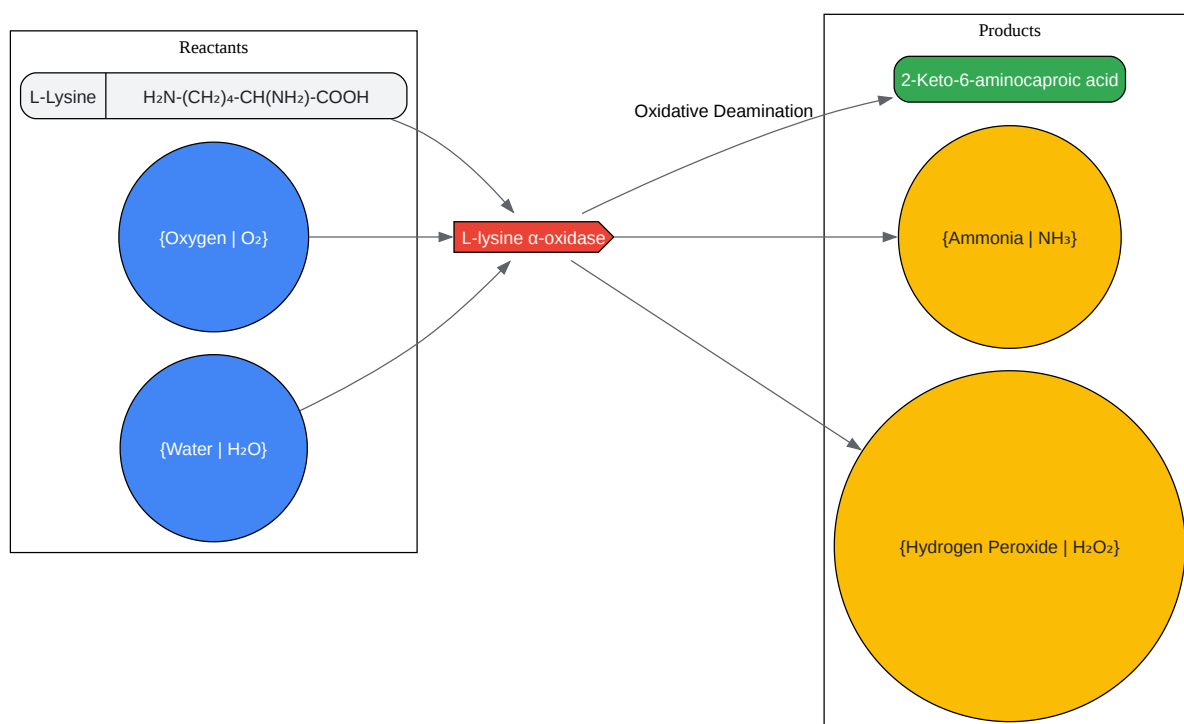 Reactants
L-Lysine
H₂N-(CH₂)₄-CH(NH₂)-COOH
{Oxygen | O₂}
{Water | H₂O}
L-lysine α-oxidase
Oxidative Deamination
Products
2-Keto-6-aminocaproic acid
{Ammonia | NH₃}
{Hydrogen Peroxide | H₂O₂}